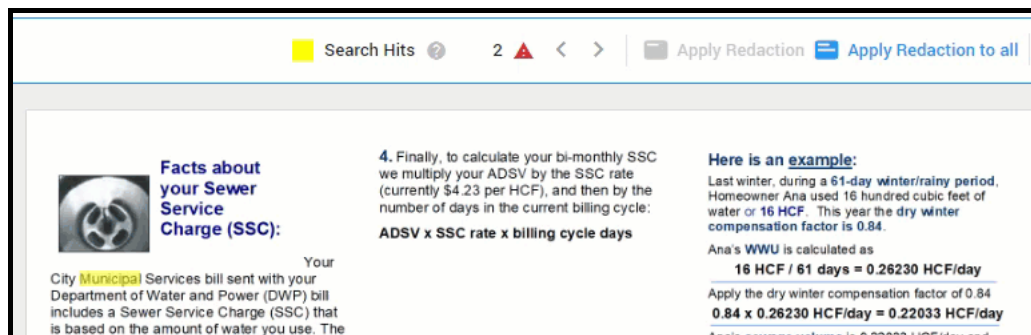 Search Hits
2
Apply Redaction
Apply Redaction to all
Facts about
your Sewer
Service
Charge (SSC):
Your
City Municipal Services bill sent with your
Department of Water and Power (DWP) bill
includes a Sewer Service Charge (SSC) that
is based on the amount of water you use. The
4. Finally, to calculate your bi-monthly SSC
we multiply your ADSV by the SSC rate
(currently $4.23 per HCF), and then by the
number of days in the current billing cycle:
ADSV x SSC rate x billing cycle days
Here is an example:
Last winter, during a 61-day winter/rainy period,
Homeowner Ana used 16 hundred cubic feet of
water or 16 HCF. This year the dry winter
compensation factor is 0.84.
Ana's WWU is calculated as
16 HCF / 61 days = 0.26230 HCF/day
Apply the dry winter compensation factor of 0.84
0.84 x 0.26230 HCF/day = 0.22033 HCF/day